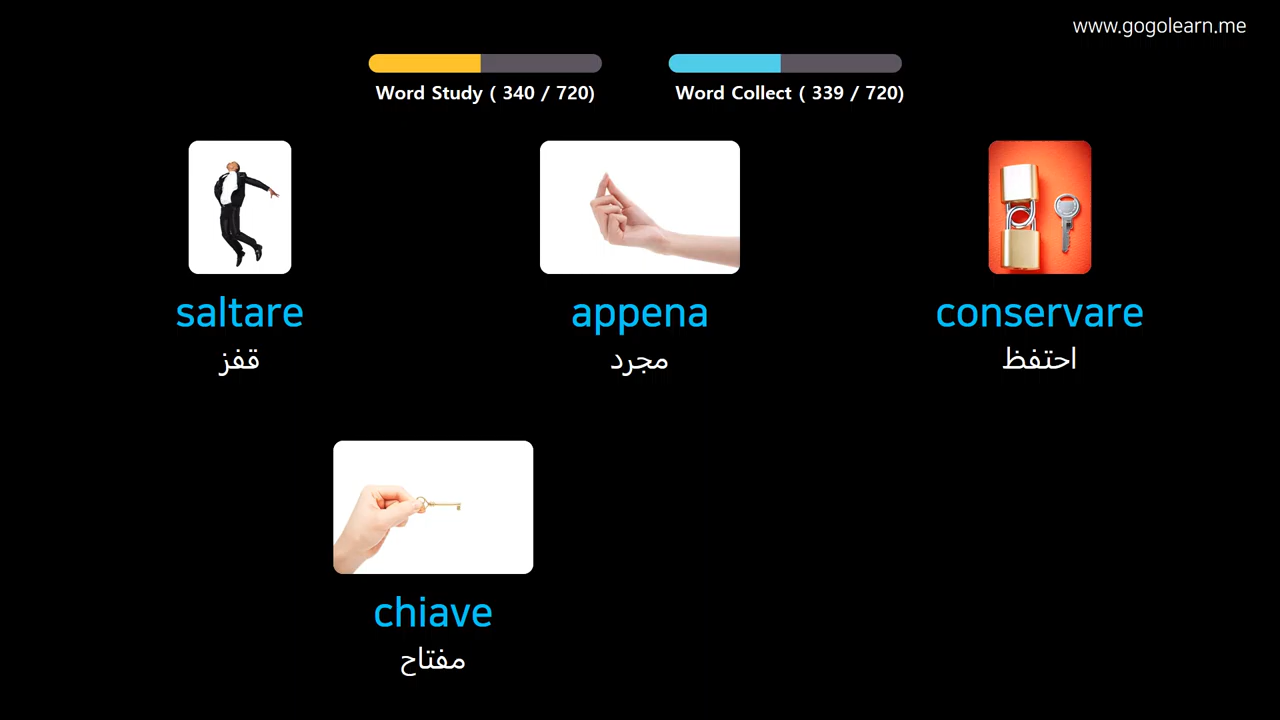 www.gogolearn.me
Word Study ( 340 / 720)
Word Collect ( 339 / 720)
saltare
قفز
appena
مجرد
conservare
احتفظ
chiave
مفتاح